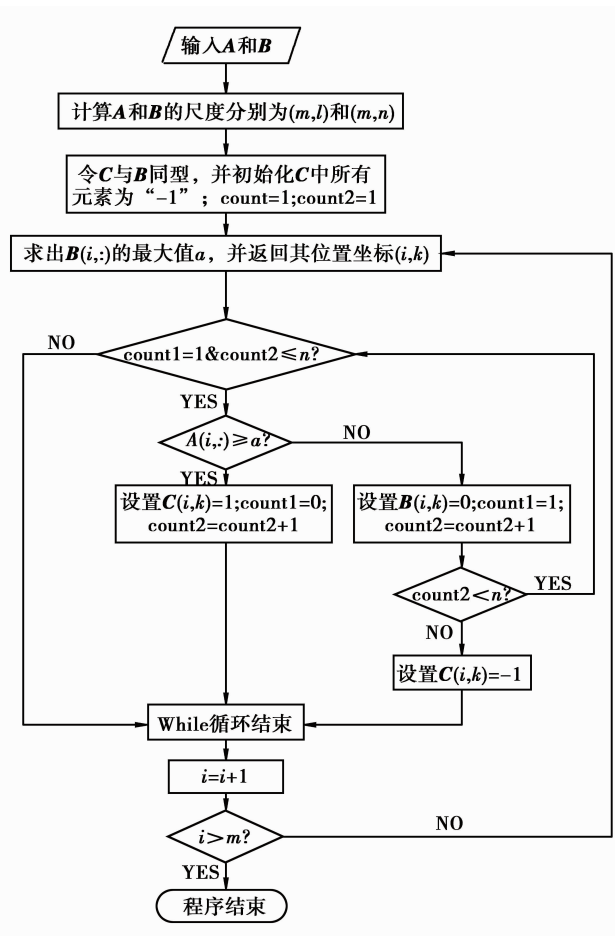 输入A和B
计算A和B的尺度分别为(m,l)和(m,n)
令C与B同型，并初始化C中所有
元素为“-1”；count=1;count2=1
求出B(i,:)的最大值a，并返回其位置坐标(i,k)
NO
count1=1&count2≤n?
YES
A(i,:)≥a?
NO
YES
设置C(i,k)=1;count1=0;
count2=count2+1
设置B(i,k)=0;count1=1;
count2=count2+1
count2<n?
YES
NO
设置C(i,k)=-1
While循环结束
i=i+1
i>m?
NO
YES
程序结束